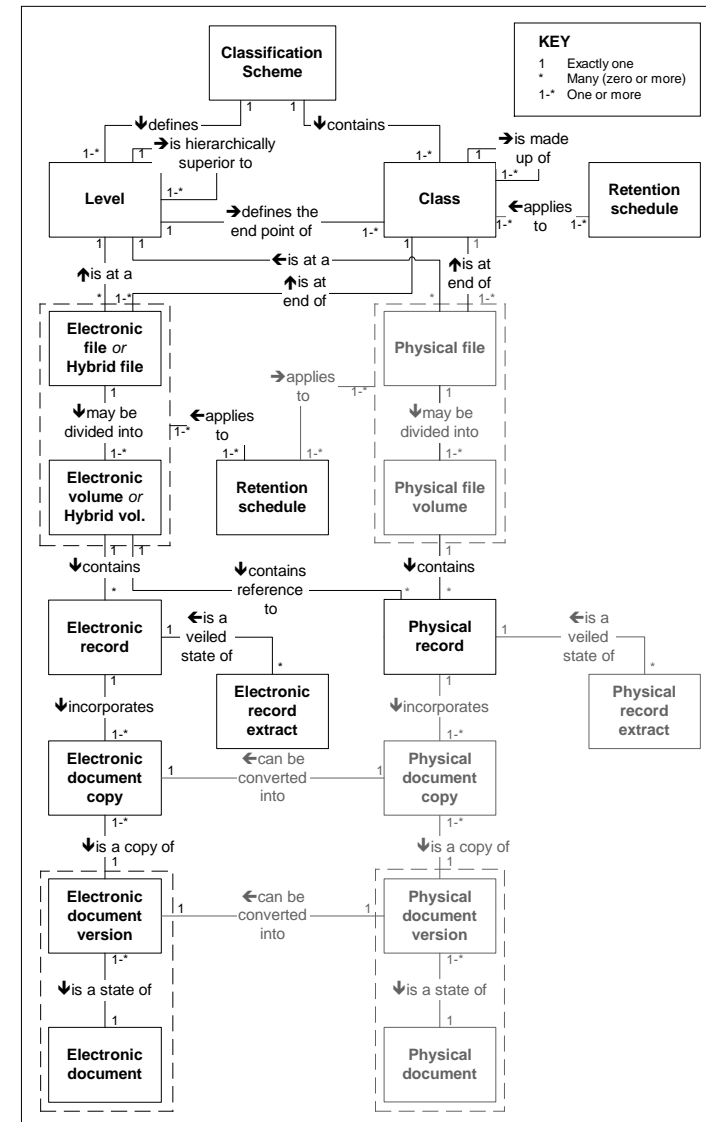 Classification
Scheme
KEY
1 Exactly one
* Many (zero or more)
1-* One or more
1 1
🡫defines
🡫contains
1-* 1
🡪is hierarchically
superior to
1-*
Level
1-* 1
🡪is made
up of
1-*
Class
Retention
schedule
🡨applies
to
1-* 1-*
1 🡪defines the
end point of 1-*
1 1
1 1
🡨is at a
🡩is at a
🡩is at
end of
🡩is at
end of
* 1-*
* 1-*
Electronic
file or
Hybrid file
Physical file
1
🡫may be
divided into
1-*
🡨applies
to
1-*
🡪applies
to
1-*
1
🡫may be
divided into
1-*
Electronic
volume or
Hybrid vol.
1-* 1-*
Retention
schedule
Physical file
volume
1 1
🡫contains
🡫contains
reference
to
1
🡫contains
*
* *
Electronic
record
1 🡨is a
veiled
state of
*
Electronic
record
extract
Physical
record
1 🡨is a
veiled
state of
*
Physical
record
extract
1
🡫incorporates
1-*
1
🡫incorporates
1-*
Electronic
document
copy
1 🡨can be
converted
into 1
Physical
document
copy
1-*
🡫is a copy of
1
1-*
🡫is a copy of
1
Electronic
document
version
1 🡨can be
converted
into 1
Physical
document
version
1-*
🡫is a state of
1
1-*
🡫is a state of
1
Electronic
document
Physical
document